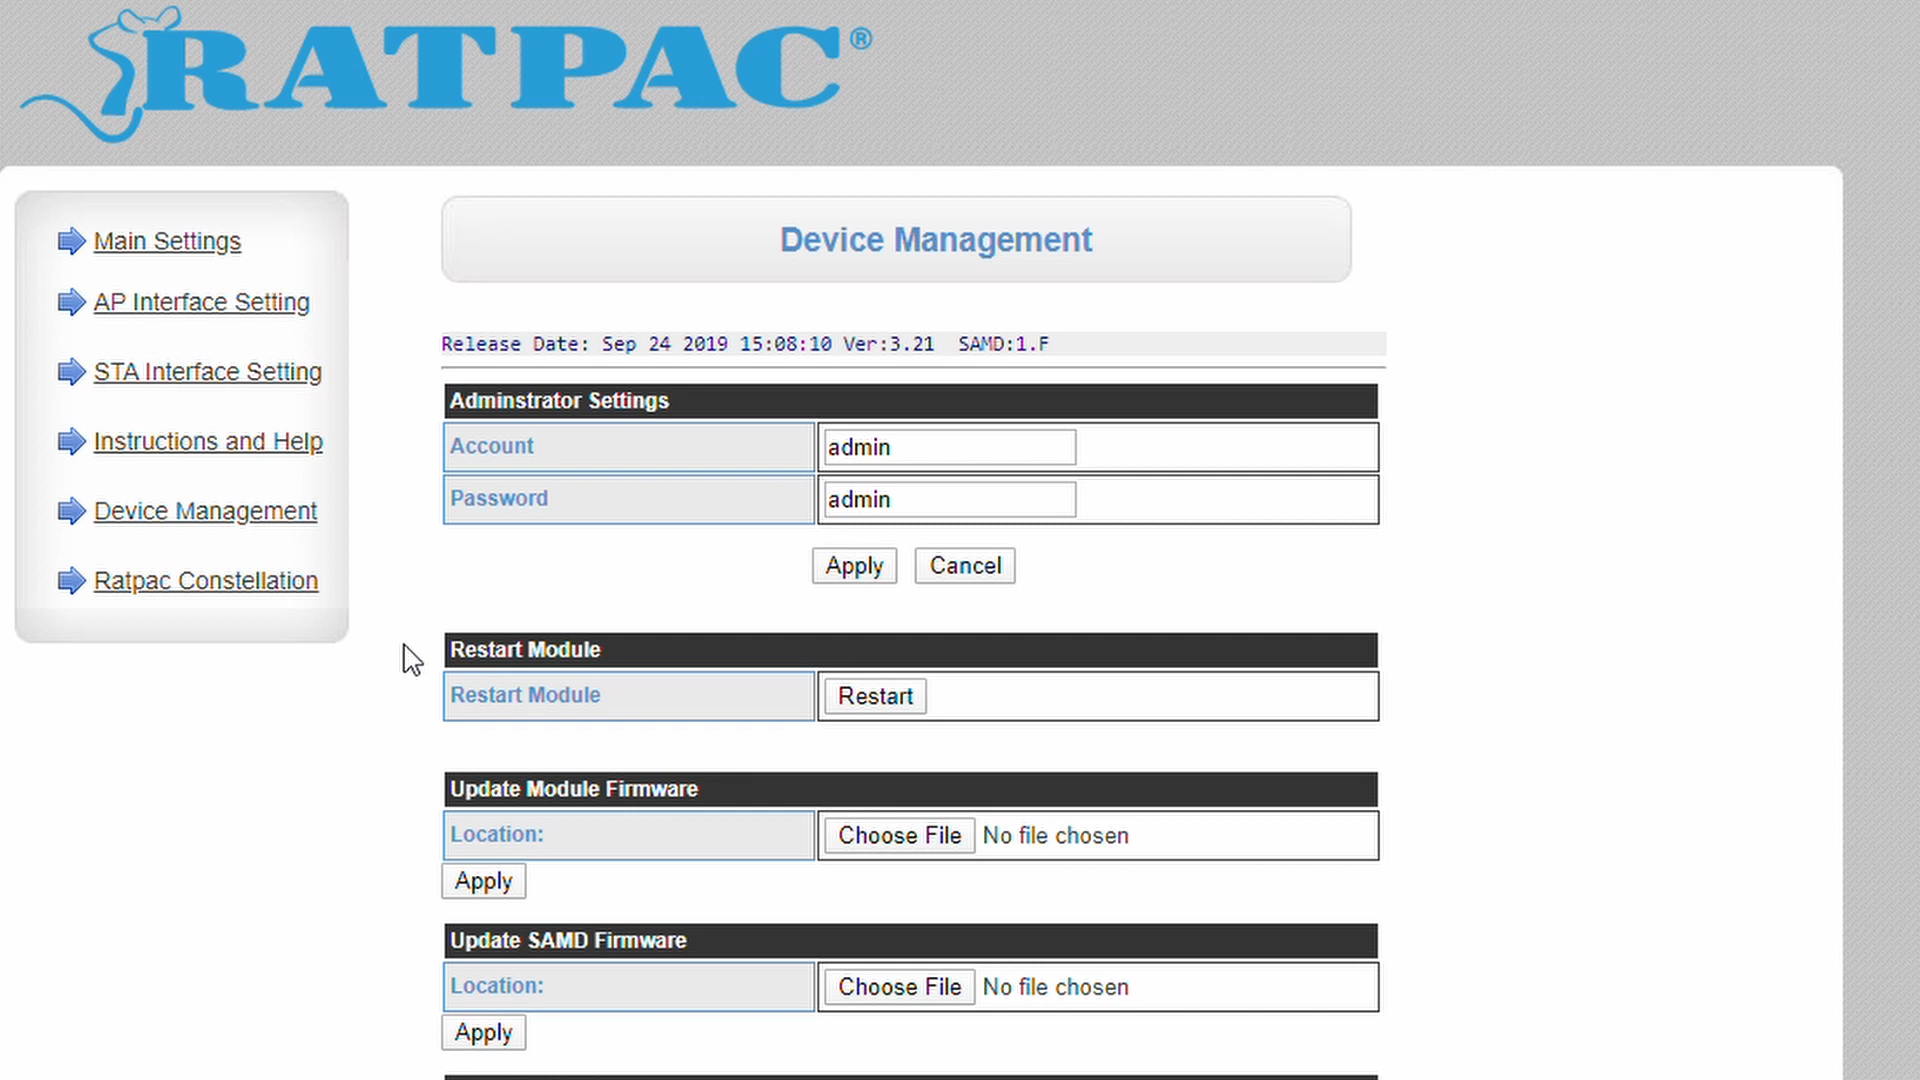 RATPAC®
Main Settings
AP Interface Setting
STA Interface Setting
Instructions and Help
Device Management
Ratpac Constellation
Device Management
Release Date: Sep 24 2019 15:08:10 Ver:3.21  SAMD:1.F
Adminstrator Settings
Account admin
Password admin
Apply Cancel
Restart Module
Restart Module Restart
Update Module Firmware
Location: Choose File No file chosen
Apply
Update SAMD Firmware
Location: Choose File No file chosen
Apply